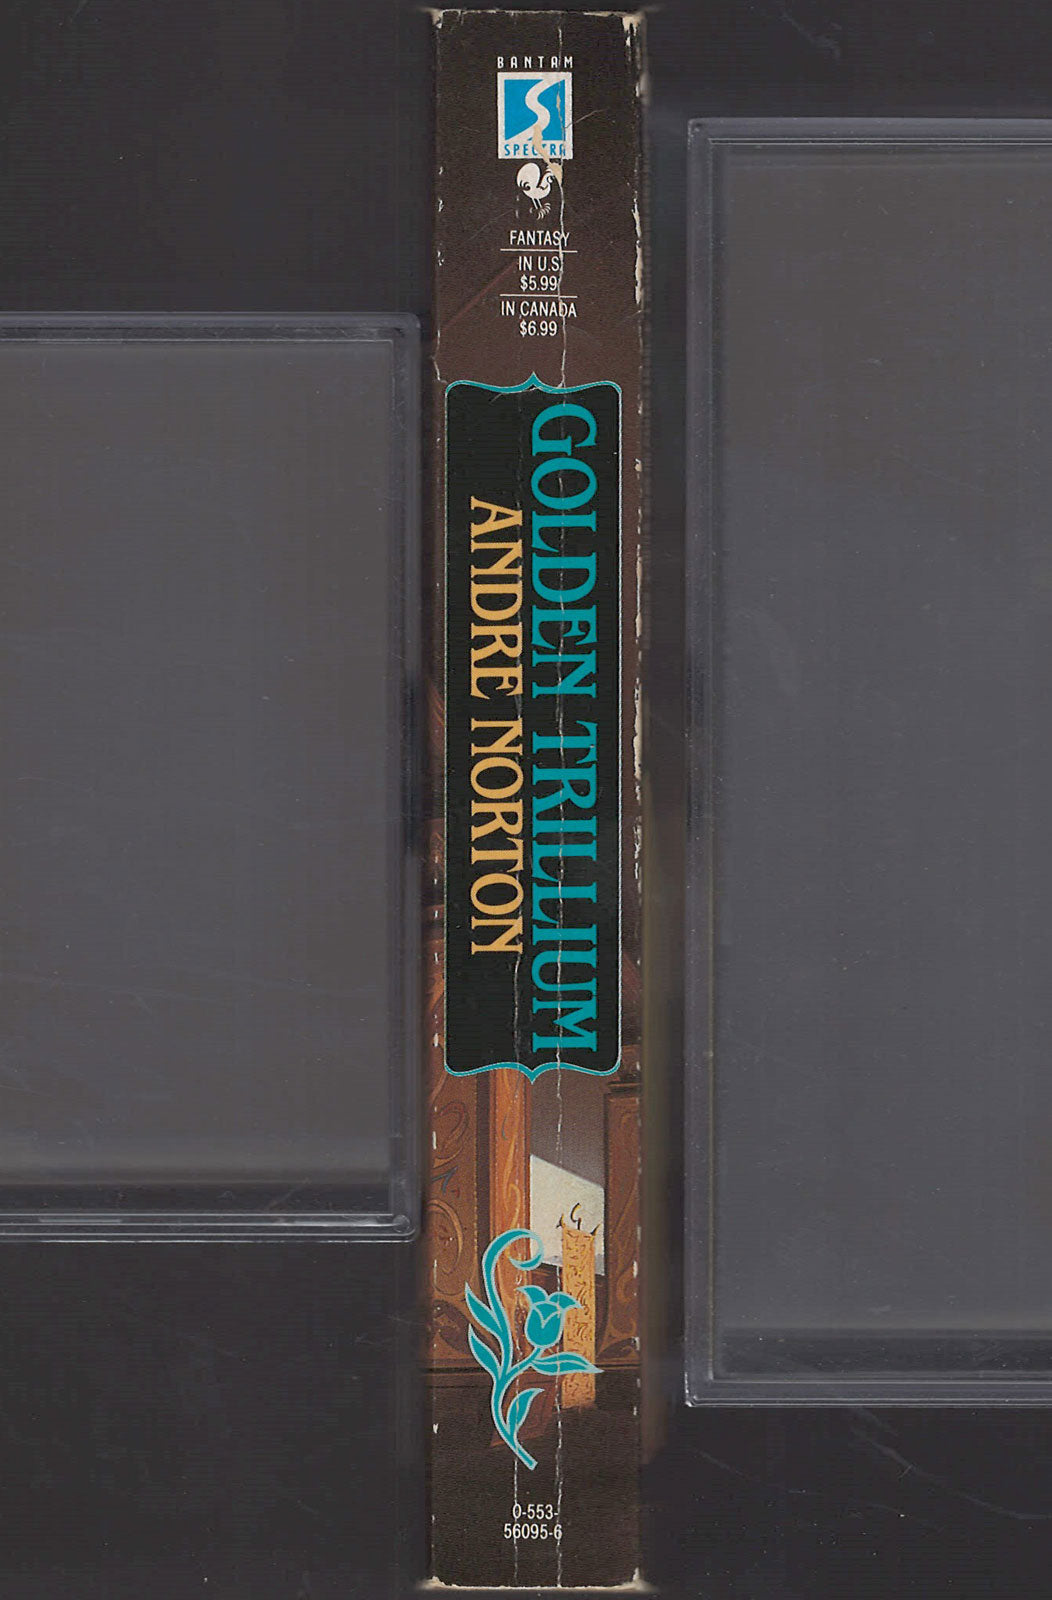 BANTAM
SPECTRA
FANTASY
IN U.S.
$5.99
IN CANADA
$6.99
GOLDEN TRILLIUM
ANDRE NORTON
0-553-
56095-6